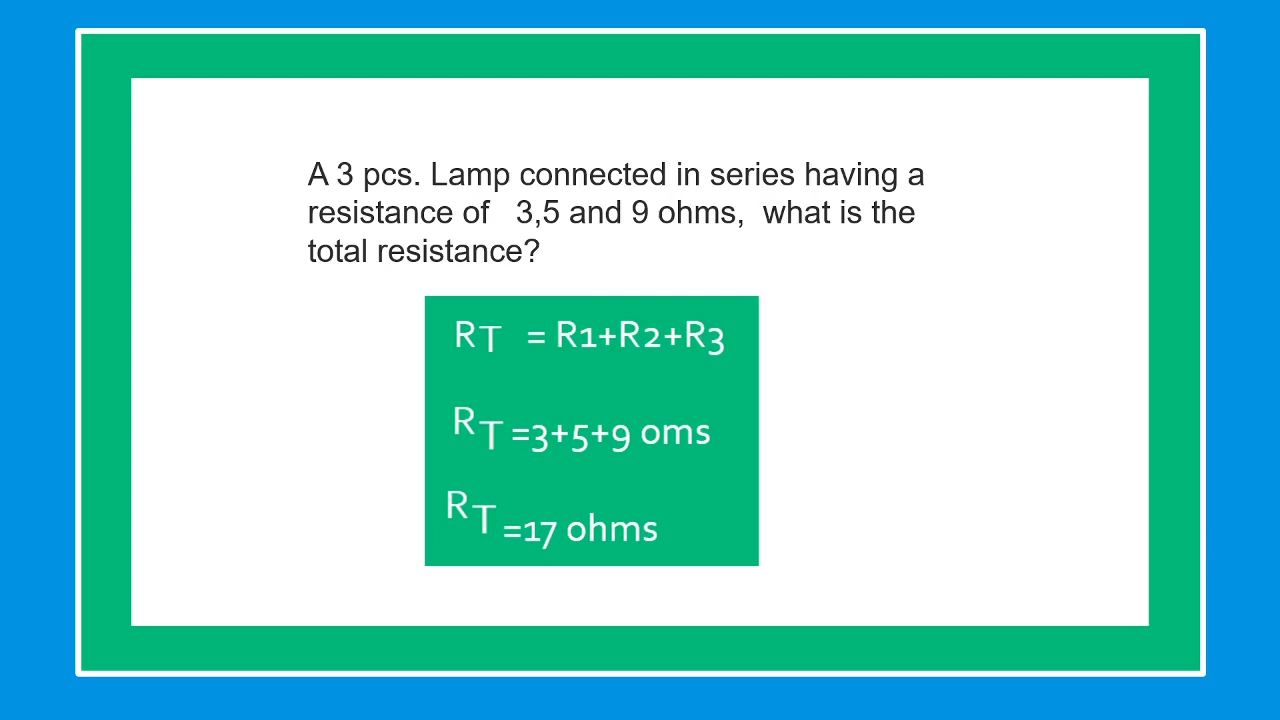 A 3 pcs. Lamp connected in series having a
resistance of   3,5 and 9 ohms,  what is the
total resistance?
RT = R1+R2+R3
RT =3+5+9 oms
RT =17 ohms